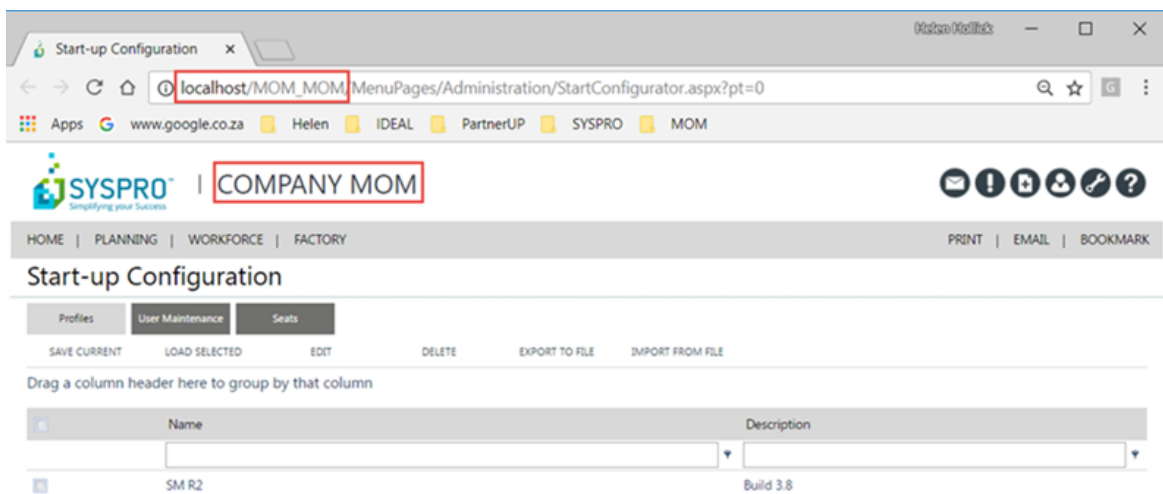 Helen Hollick
Start-up Configuration
localhost/MOM_MOM/MenuPages/Administration/StartConfigurator.aspx?pt=0
G
Apps G www.google.co.za Helen IDEAL PartnerUP SYSPRO MOM
SYSPRO™ | COMPANY MOM
Simplifying your Success
HOME | PLANNING | WORKFORCE | FACTORY PRINT | EMAIL | BOOKMARK
Start-up Configuration
Profiles User Maintenance Seats
SAVE CURRENT LOAD SELECTED EDIT DELETE EXPORT TO FILE IMPORT FROM FILE
Drag a column header here to group by that column
Name Description
SM R2 Build 3.8